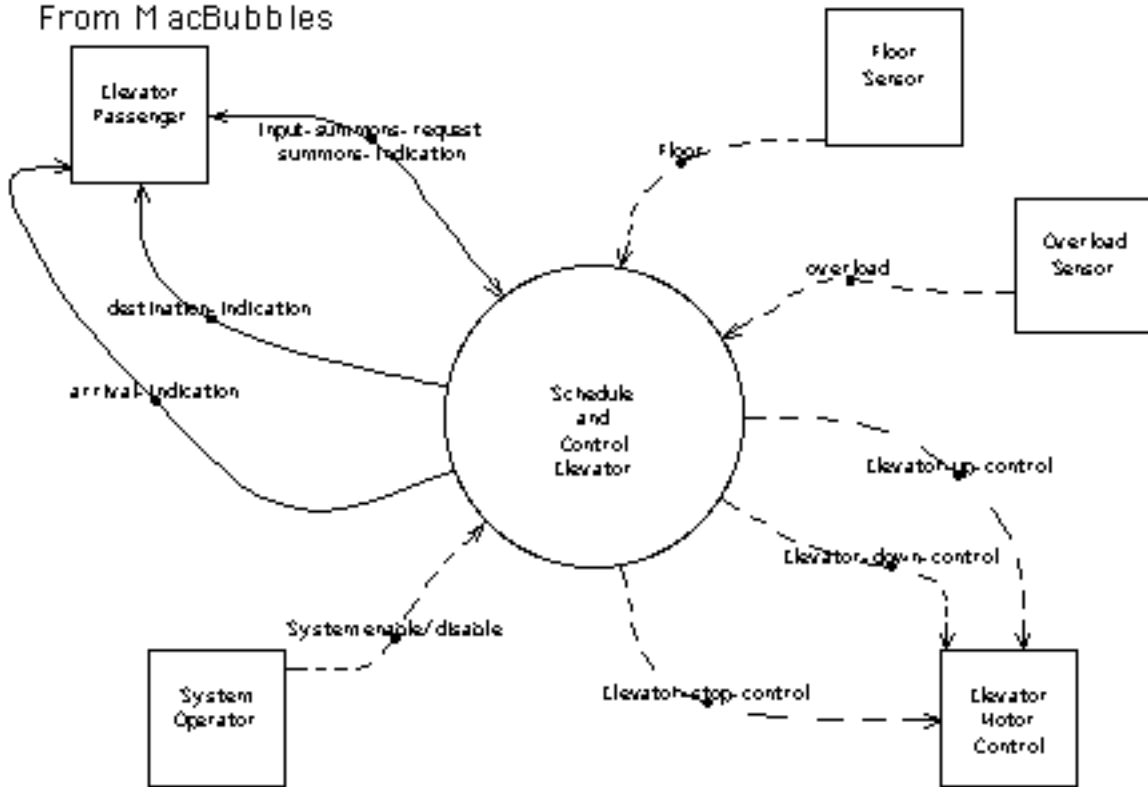 From MacBubbles
Elevator
Passenger
Floor
Sensor
Input-summons-request
summons-indication
Floor
Overload
Sensor
overload
destination-indication
arrival-indication
Schedule
and
Control
Elevator
Elevator-up-control
Elevator-down-control
System enable/disable
Elevator-stop-control
System
Operator
Elevator
Motor
Control